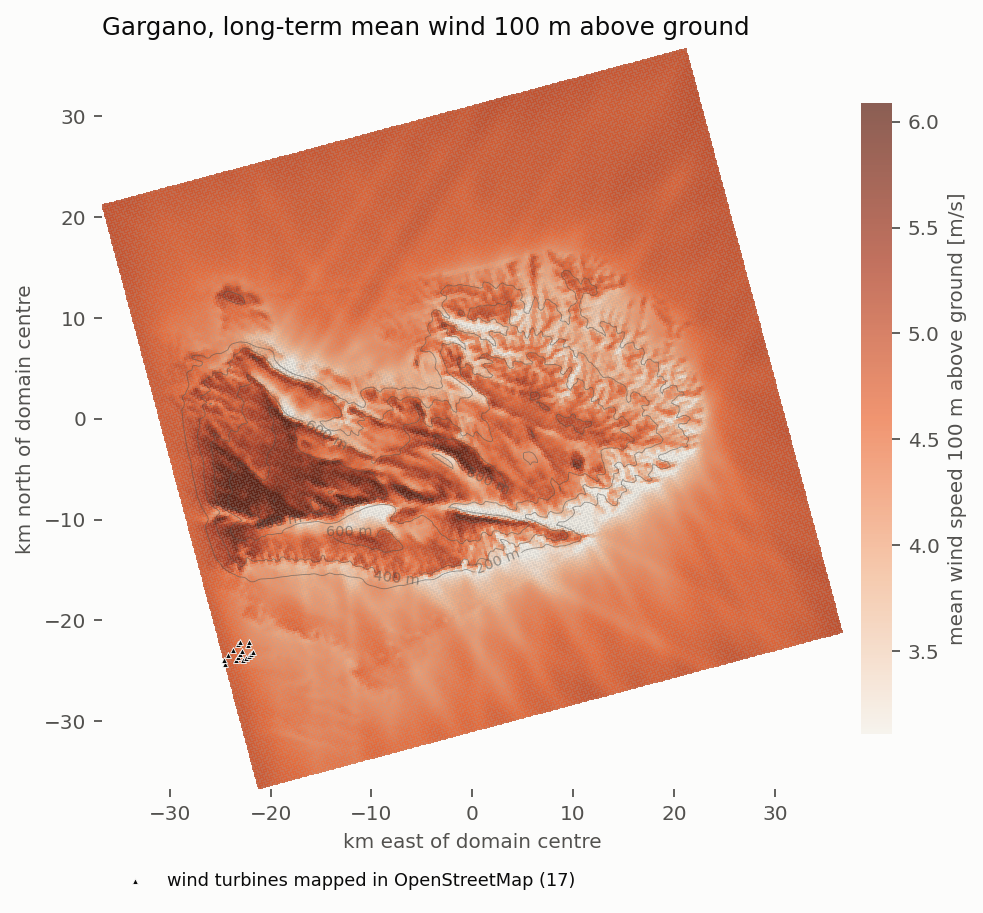 Gargano, long-term mean wind 100 m above ground
30
20
10
0
−10
−20
−30
km north of domain centre
−30
−20
−10
0
10
20
30
km east of domain centre
600 m
400 m
200 m
6.0
5.5
5.0
4.5
4.0
3.5
mean wind speed 100 m above ground [m/s]
wind turbines mapped in OpenStreetMap (17)